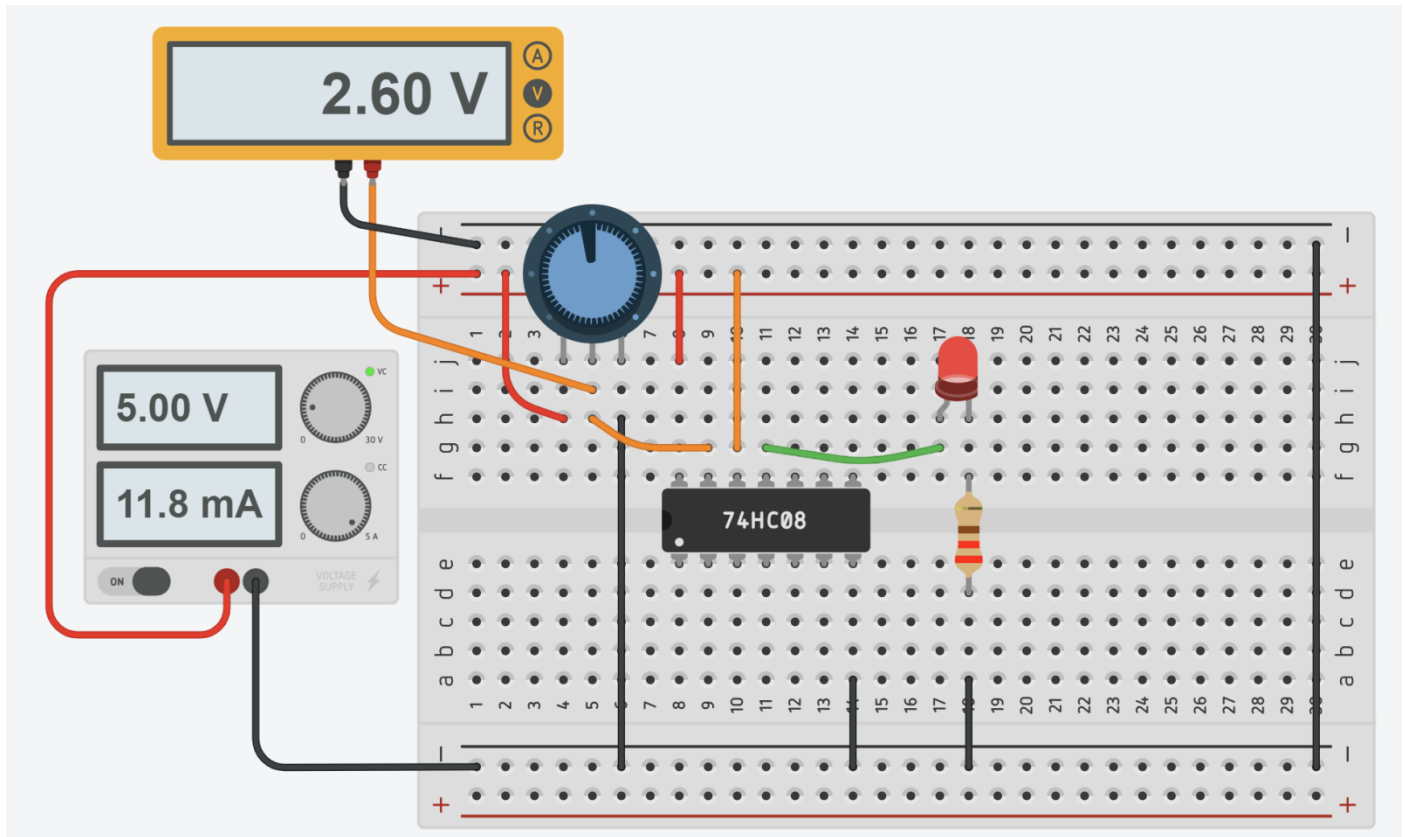 2.60 V
A
V
R
- -
+ +
1 2 3 7 8 9 10 11 12 13 14 15 16 17 18 19 20 21 22 23 24 25 26 27 28 29 30
j j
i i
h h
g g
f f
5.00 V
VC
0 30 V
11.8 mA
CC
0 5 A
ON
VOLTAGE
SUPPLY
74HC08
e e
d d
c c
b b
a a
1 2 3 4 5 6 7 8 9 10 11 12 13 14 15 16 17 18 19 20 21 22 23 24 25 26 27 28 29 30
- -
+ +